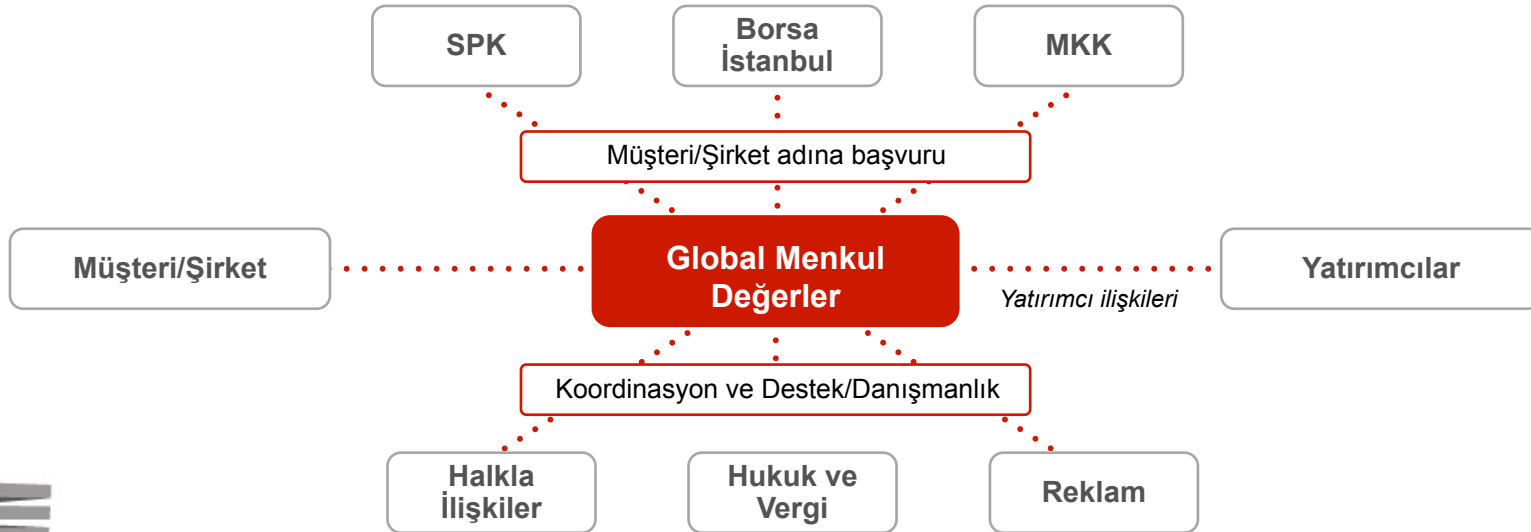 SPK
Borsa
İstanbul
MKK
Müşteri/Şirket adına başvuru
Müşteri/Şirket
Global Menkul
Değerler
Yatırımcı ilişkileri
Yatırımcılar
Koordinasyon ve Destek/Danışmanlık
Halkla
İlişkiler
Hukuk ve
Vergi
Reklam